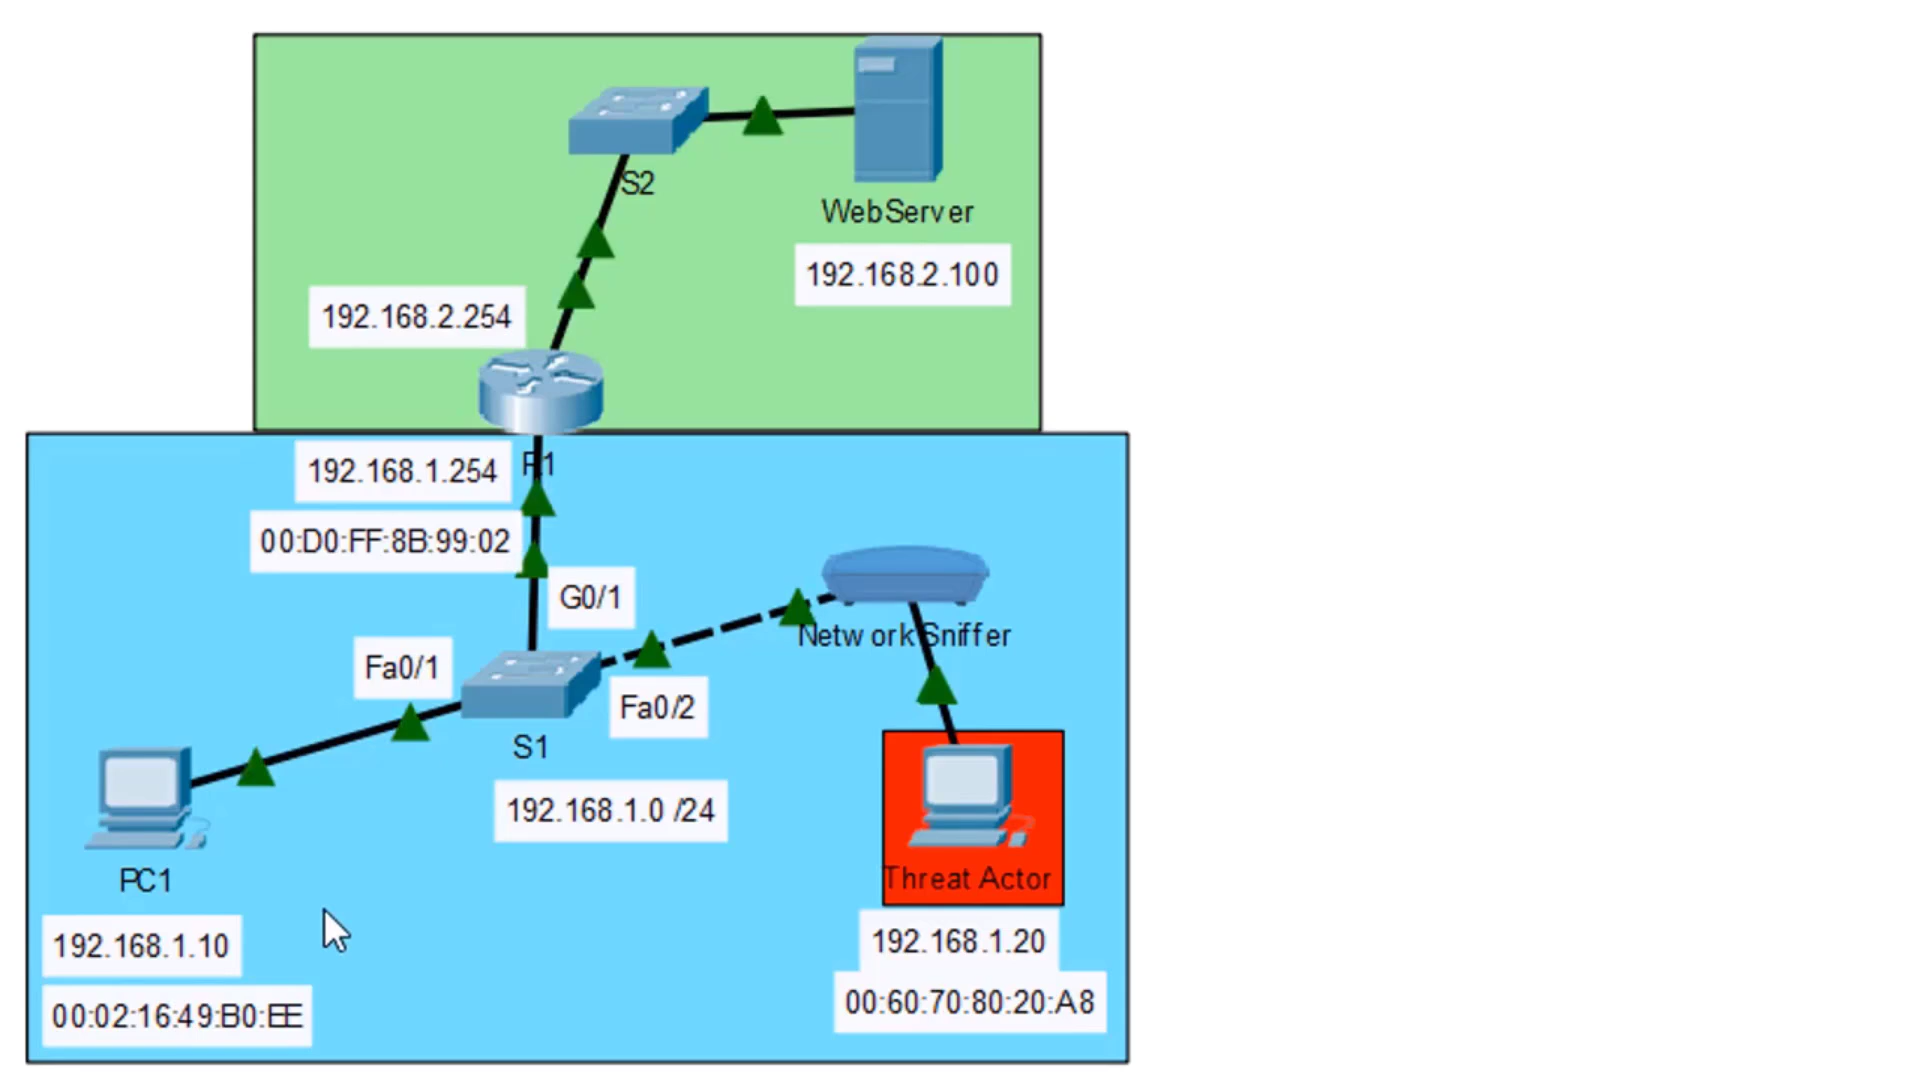 S2
WebServer
192.168.2.100
192.168.2.254
192.168.1.254
R1
00:D0:FF:8B:99:02
G0/1
Network Sniffer
Fa0/1
Fa0/2
S1
192.168.1.0 /24
PC1
Threat Actor
192.168.1.10
192.168.1.20
00:02:16:49:B0:EE
00:60:70:80:20:A8